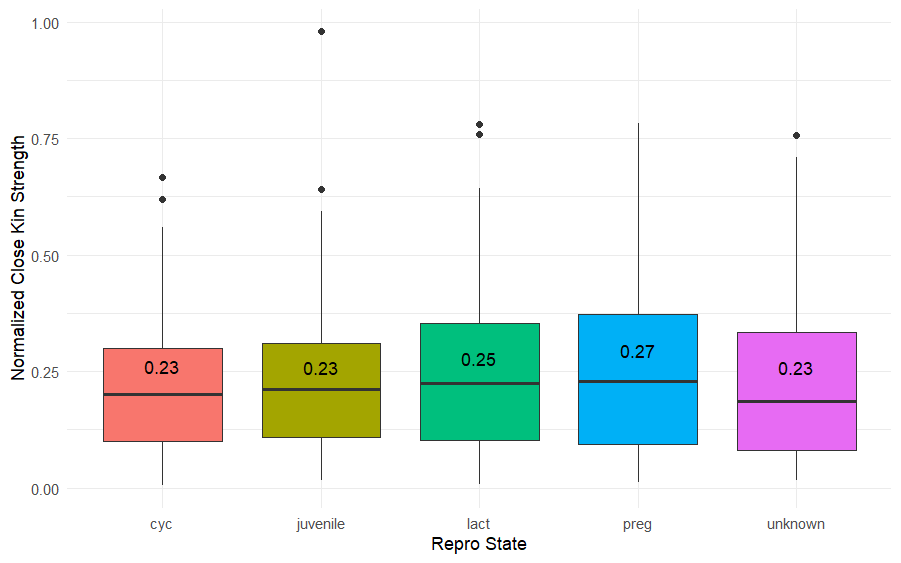 Normalized Close Kin Strength
1.00
0.75
0.50
0.25
0.00
0.23
0.23
0.25
0.27
0.23
cyc
juvenile
lact
preg
unknown
Repro State